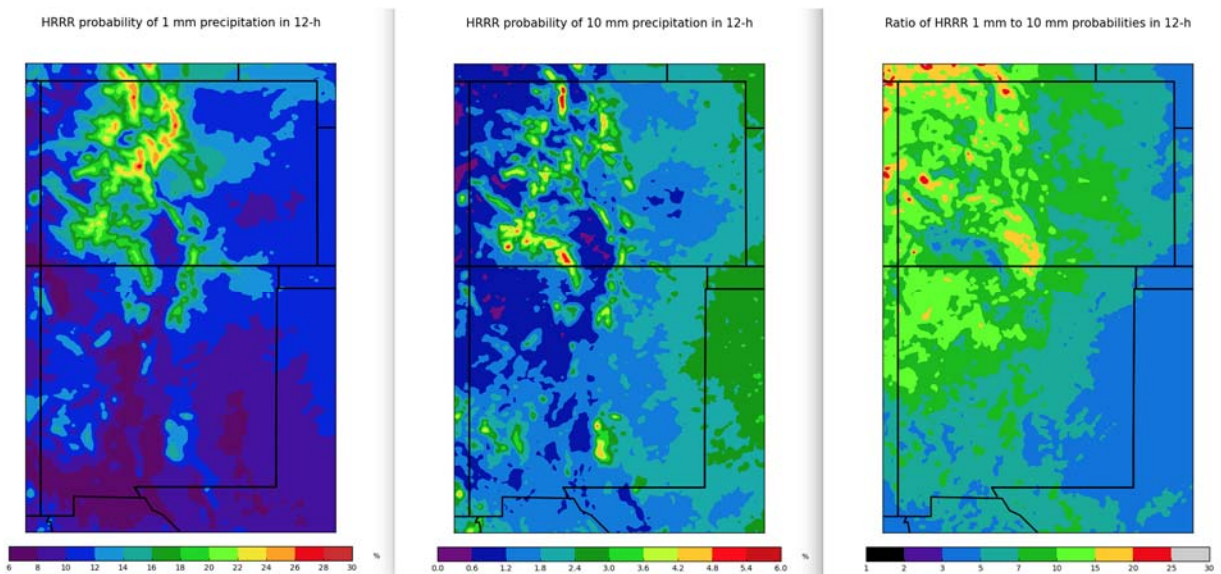 HRRR probability of 1 mm precipitation in 12-h
HRRR probability of 10 mm precipitation in 12-h
Ratio of HRRR 1 mm to 10 mm probabilities in 12-h
6 8 10 12 14 16 18 20 22 24 26 28 30 %
0.0 0.6 1.2 1.8 2.4 3.0 3.6 4.2 4.8 5.4 6.0 %
1 2 3 5 7 10 15 20 25 30